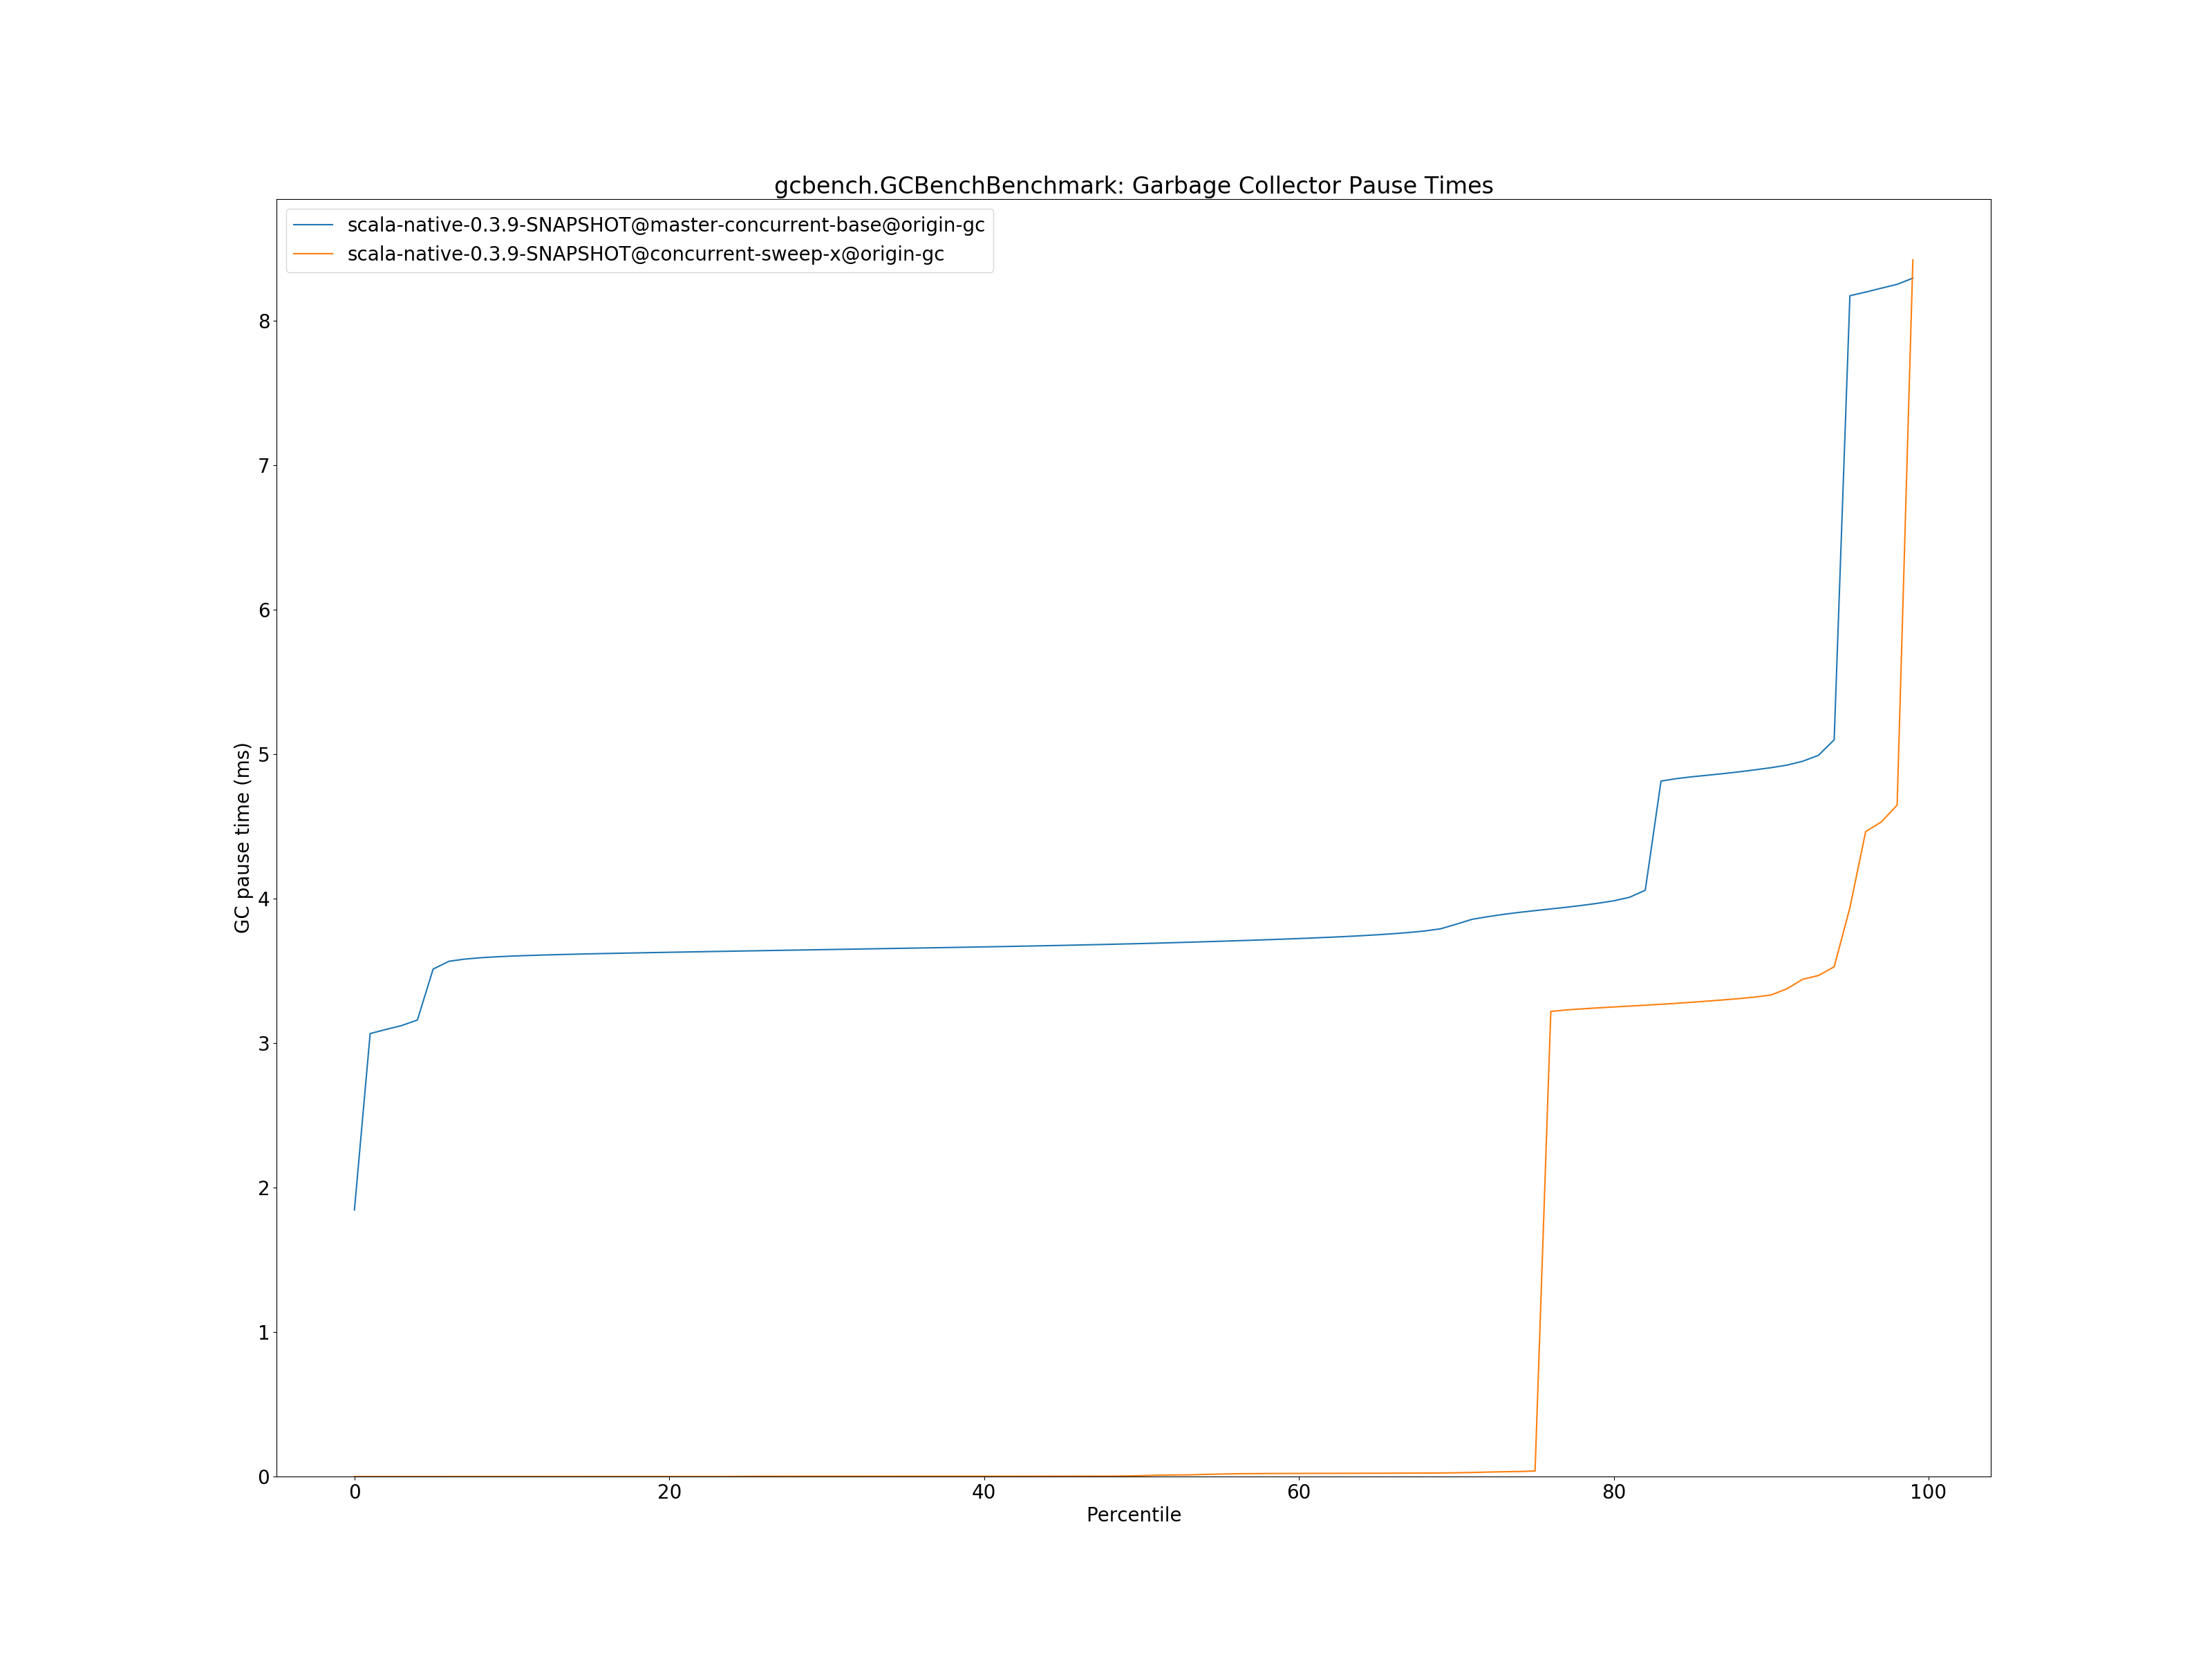 gcbench.GCBenchBenchmark: Garbage Collector Pause Times
scala-native-0.3.9-SNAPSHOT@master-concurrent-base@origin-gc
scala-native-0.3.9-SNAPSHOT@concurrent-sweep-x@origin-gc
8
7
6
5
4
3
2
1
0
GC pause time (ms)
0 20 40 60 80 100
Percentile